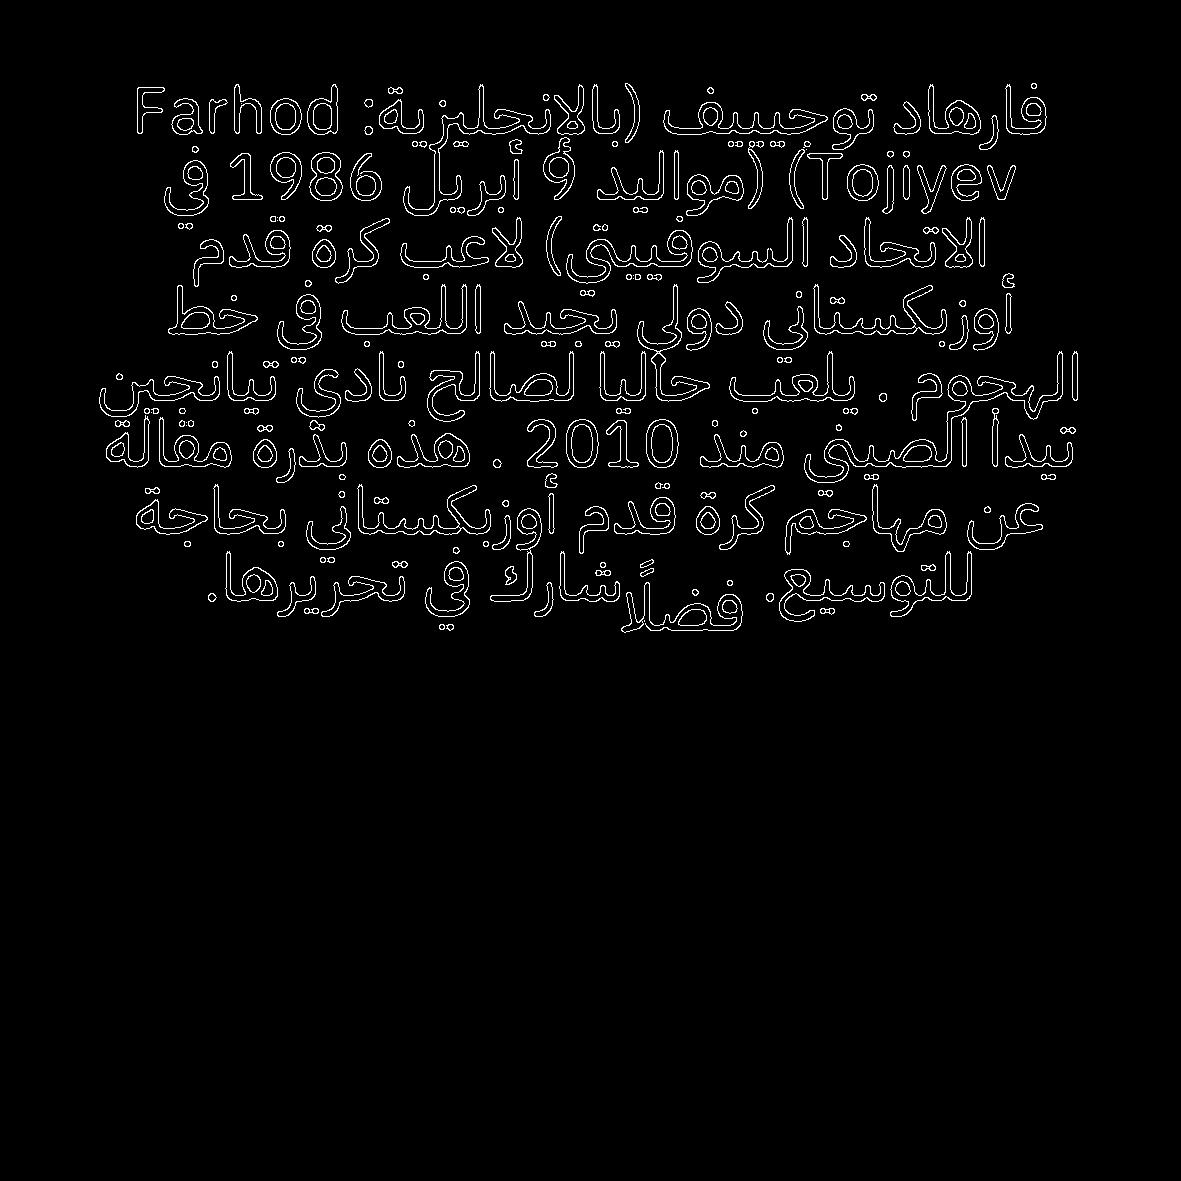 فارهاد توجيييف (بالإنجليزية: Farhod
Tojiyev) (مواليد 9 أبريل 1986 في
الاتحاد السوفييتي) لاعب كرة قدم
أوزبكستاني دولي يجيد اللعب في خط
الهجوم . يلعب حاليا لصالح نادي تيانجين
تيدا الصيني منذ 2010 . هذه بذرة مقالة
عن مهاجم كرة قدم أوزبكستاني بحاجة
للتوسيع. فضلًا شارك في تحريرها.